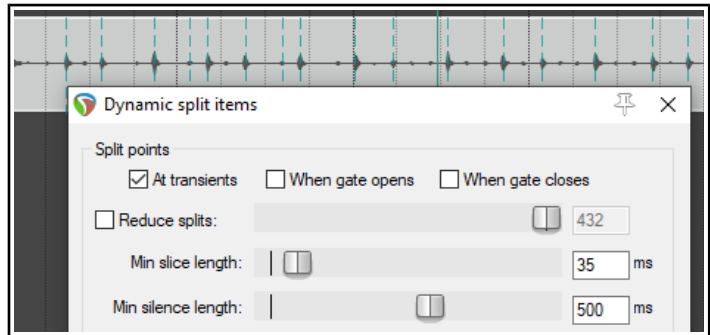 Dynamic split items
Split points
At transients When gate opens When gate closes
Reduce splits: 432
Min slice length: 35 ms
Min silence length: 500 ms